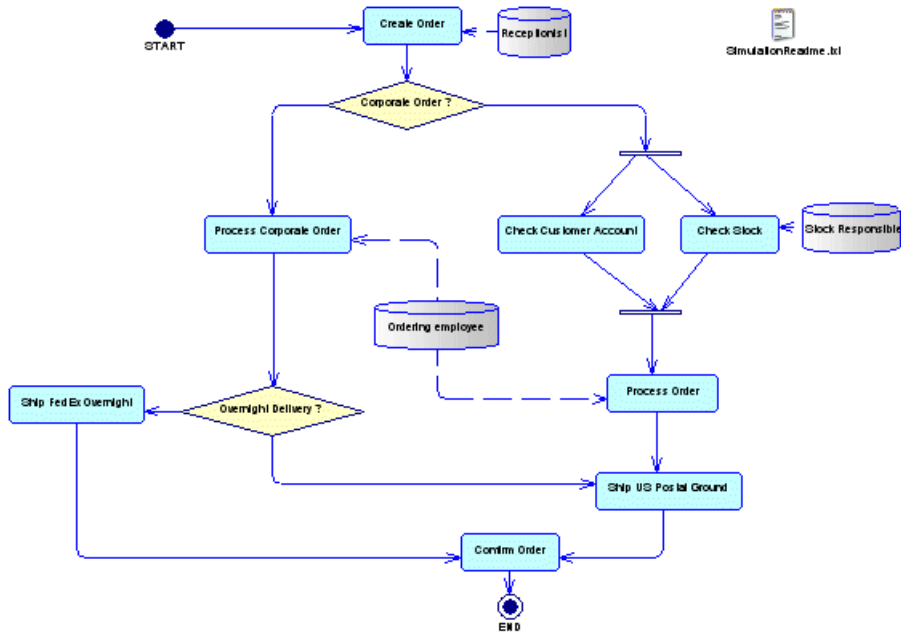 Create Order
Receptionist
START
SimulationReadme.txt
Corporate Order ?
Process Corporate Order
Check Customer Account
Check Stock
Stock Responsible
Ordering employee
Process Order
Ship FedEx Overnight
Overnight Delivery ?
Ship US Postal Ground
Confirm Order
END